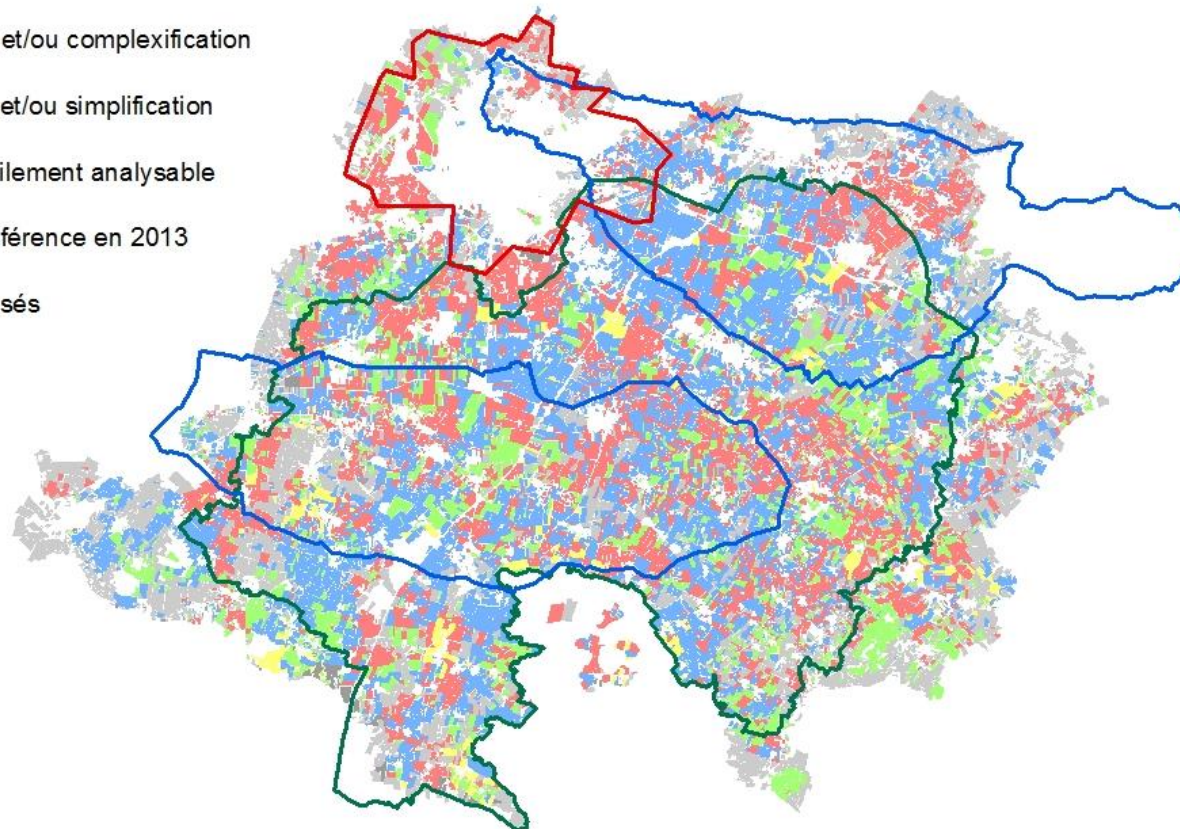 et/ou complexification
et/ou simplification
ilement analysable
férence en 2013
sés